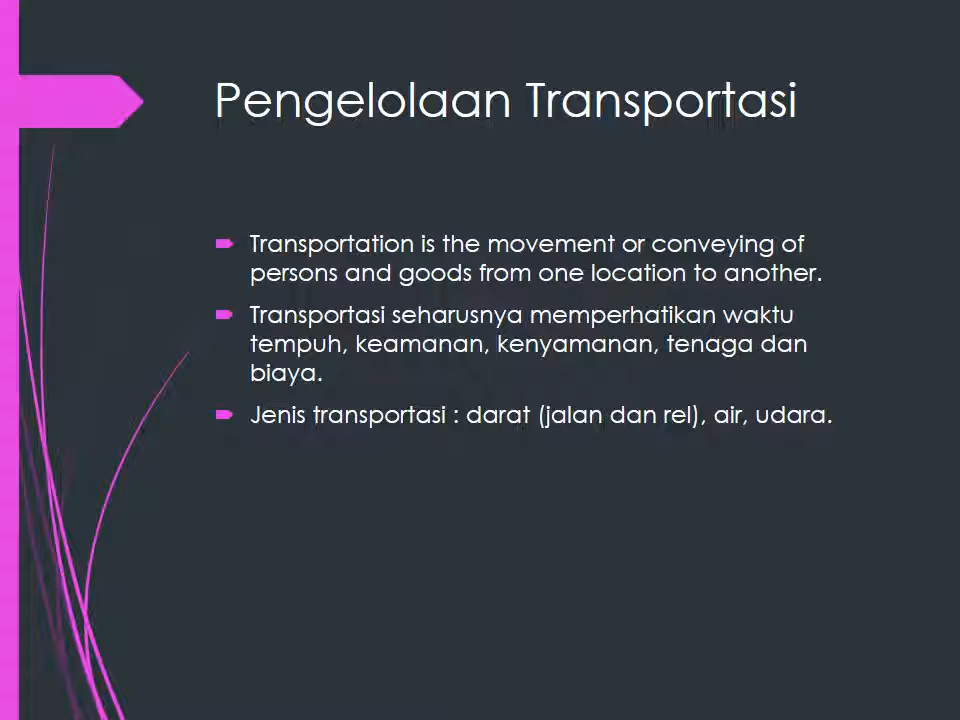 Pengelolaan Transportasi
Transportation is the movement or conveying of
persons and goods from one location to another.
Transportasi seharusnya memperhatikan waktu
tempuh, keamanan, kenyamanan, tenaga dan
biaya.
Jenis transportasi : darat (jalan dan rel), air, udara.